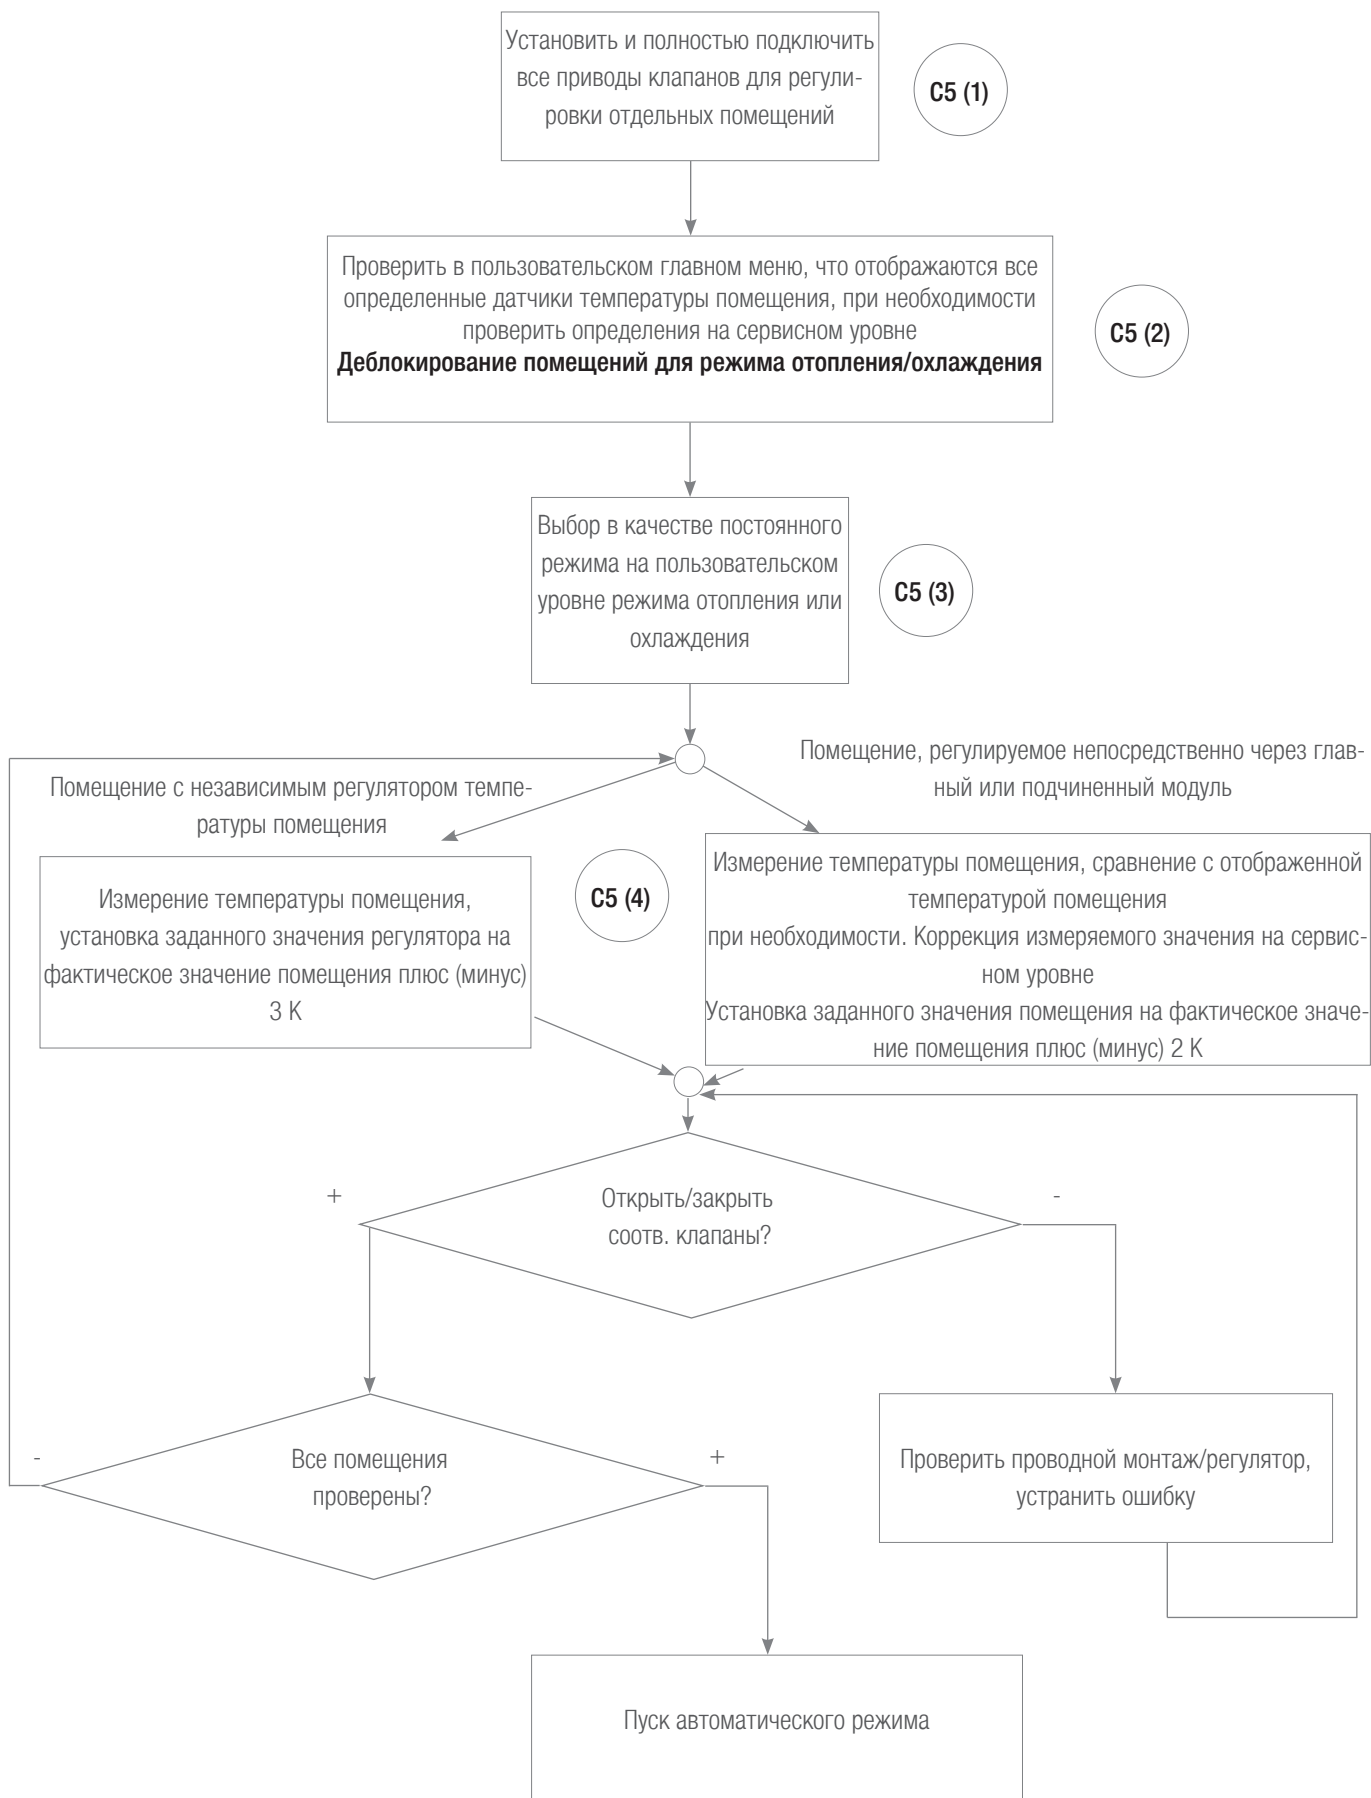 Установить и полностью подключить
все приводы клапанов для регули-
ровки отдельных помещений
C5 (1)
Проверить в пользовательском главном меню, что отображаются все
определенные датчики температуры помещения, при необходимости
проверить определения на сервисном уровне
Деблокирование помещений для режима отопления/охлаждения
C5 (2)
Выбор в качестве постоянного
режима на пользовательском
уровне режима отопления или
охлаждения
C5 (3)
Помещение с независимым регулятором темпе-
ратуры помещения
Помещение, регулируемое непосредственно через глав-
ный или подчиненный модуль
Измерение температуры помещения,
установка заданного значения регулятора на
фактическое значение помещения плюс (минус)
3 K
C5 (4)
Измерение температуры помещения, сравнение с отображенной
температурой помещения
при необходимости. Коррекция измеряемого значения на сервис-
ном уровне
Установка заданного значения помещения на фактическое значе-
ние помещения плюс (минус) 2 K
+
Открыть/закрыть
соотв. клапаны?
-
-
Все помещения
проверены?
+
Проверить проводной монтаж/регулятор,
устранить ошибку
Пуск автоматического режима